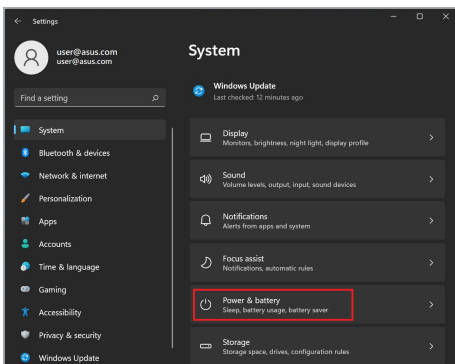 Settings
user@asus.com
user@asus.com
Find a setting
System
Bluetooth & devices
Network & internet
Personalization
Apps
Accounts
Time & language
Gaming
Accessibility
Privacy & security
Windows Update
System
Windows Update
Last checked: 12 minutes ago
Display
Monitors, brightness, night light, display profile
Sound
Volume levels, output, input, sound devices
Notifications
Alerts from apps and system
Focus assist
Notifications, automatic rules
Power & battery
Sleep, battery usage, battery saver
Storage
Storage space, drives, configuration rules